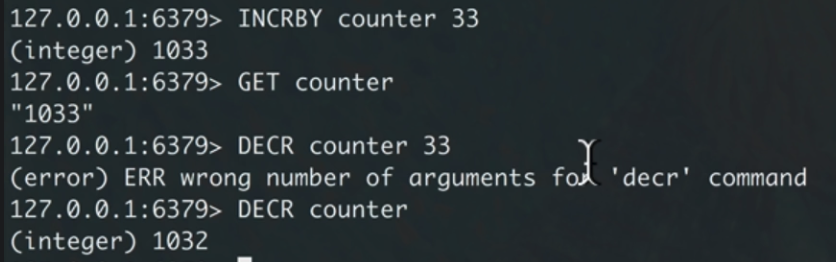 127.0.0.1:6379> INCRBY counter 33
(integer) 1033
127.0.0.1:6379> GET counter
"1033"
127.0.0.1:6379> DECR counter 33
(error) ERR wrong number of arguments for 'decr' command
127.0.0.1:6379> DECR counter
(integer) 1032